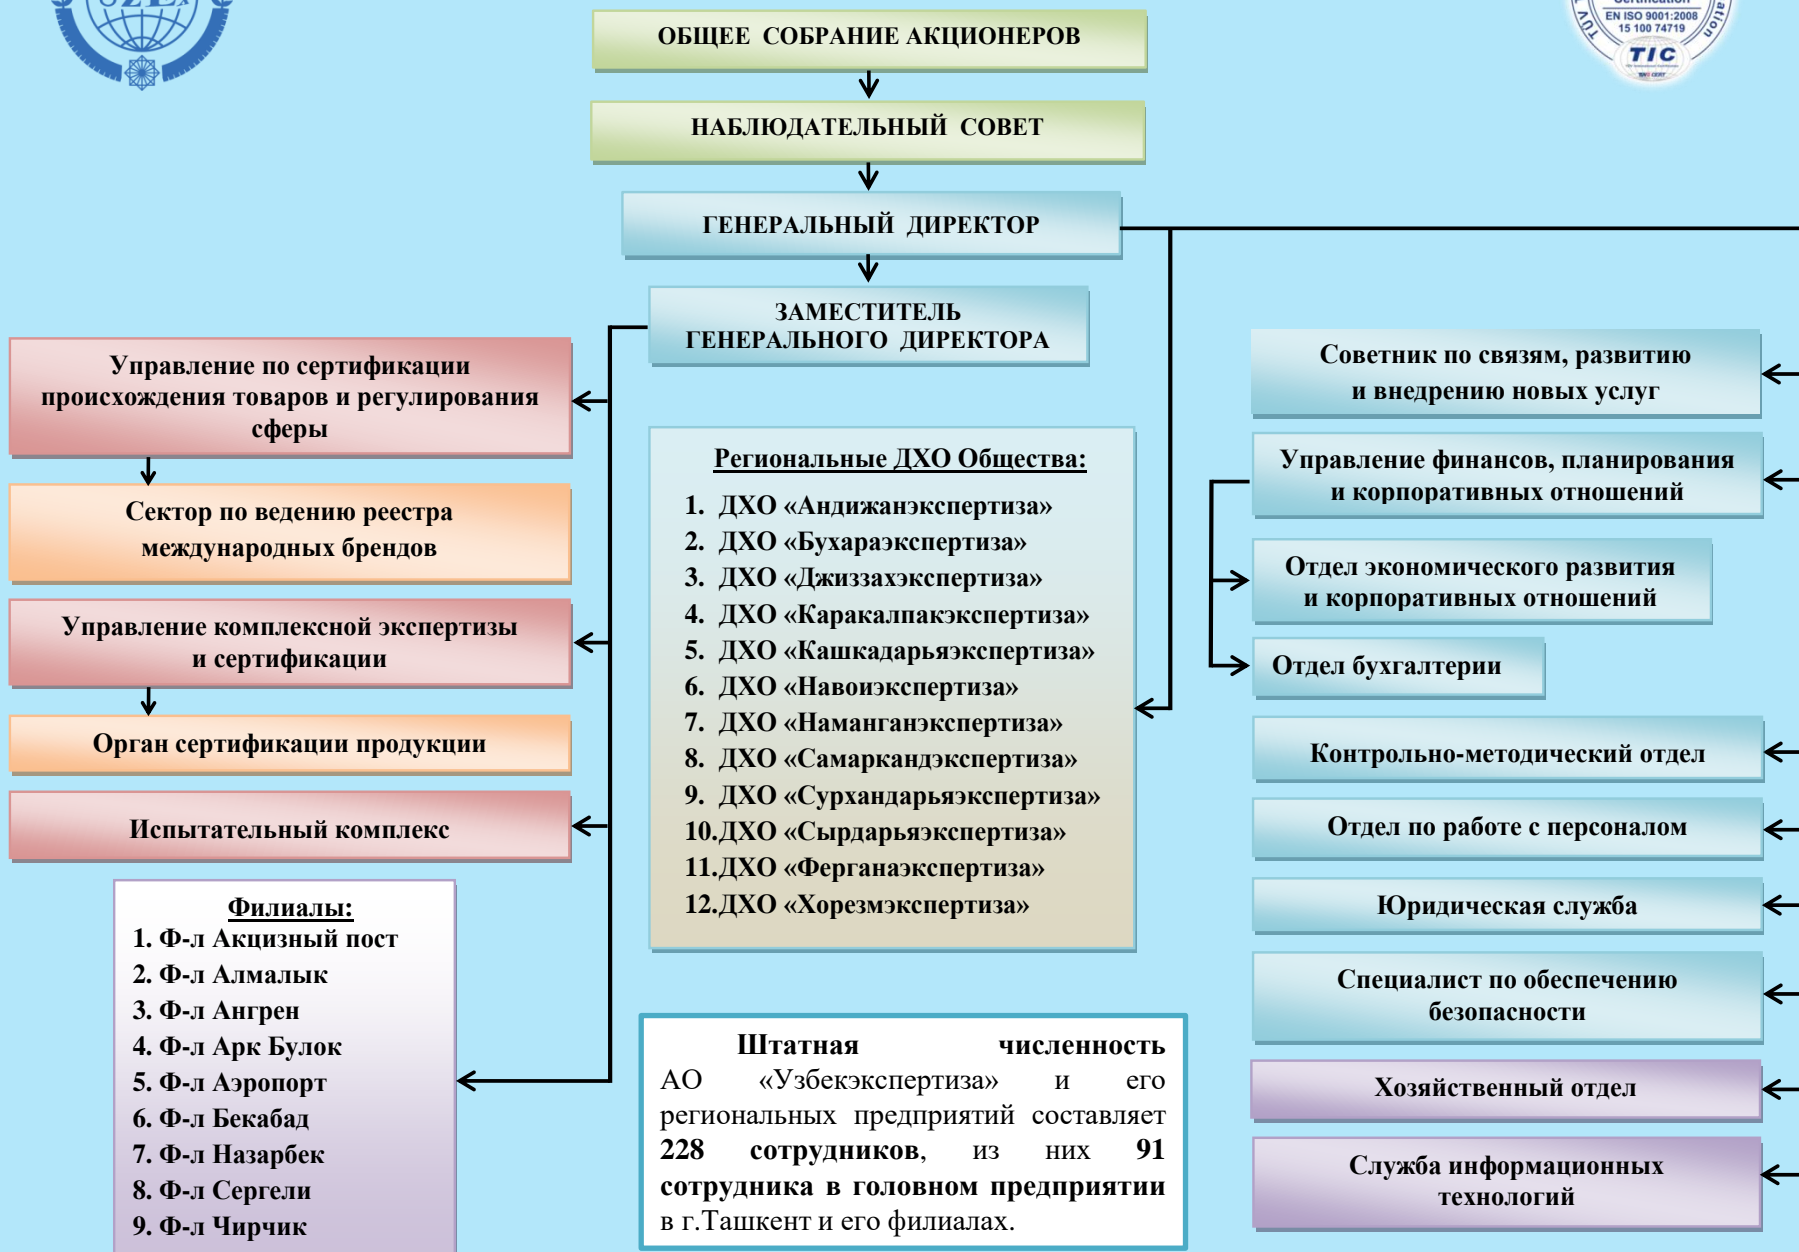 UZEX
Certification
EN ISO 9001:2008
15 100 74719
TIC
TÜV
ОБЩЕЕ СОБРАНИЕ АКЦИОНЕРОВ
НАБЛЮДАТЕЛЬНЫЙ СОВЕТ
ГЕНЕРАЛЬНЫЙ ДИРЕКТОР
ЗАМЕСТИТЕЛЬ
ГЕНЕРАЛЬНОГО ДИРЕКТОРА
Управление по сертификации
происхождения товаров и регулирования
сферы
Сектор по ведению реестра
международных брендов
Управление комплексной экспертизы
и сертификации
Орган сертификации продукции
Испытательный комплекс
Филиалы:
1. Ф-л Акцизный пост
2. Ф-л Алмалык
3. Ф-л Ангрен
4. Ф-л Арк Булок
5. Ф-л Аэропорт
6. Ф-л Бекабад
7. Ф-л Назарбек
8. Ф-л Сергели
9. Ф-л Чирчик
Региональные ДХО Общества:
1. ДХО «Андижанэкспертиза»
2. ДХО «Бухараэкспертиза»
3. ДХО «Джиззахэкспертиза»
4. ДХО «Каракалпакэкспертиза»
5. ДХО «Кашкадарьяэкспертиза»
6. ДХО «Навоиэкспертиза»
7. ДХО «Наманганэкспертиза»
8. ДХО «Самаркандэкспертиза»
9. ДХО «Сурхандарьяэкспертиза»
10.ДХО «Сырдарьяэкспертиза»
11.ДХО «Ферганаэкспертиза»
12.ДХО «Хорезмэкспертиза»
Штатная численность
АО «Узбекэкспертиза» и его
региональных предприятий составляет
228 сотрудников, из них 91
сотрудника в головном предприятии
в г.Ташкент и его филиалах.
Советник по связям, развитию
и внедрению новых услуг
Управление финансов, планирования
и корпоративных отношений
Отдел экономического развития
и корпоративных отношений
Отдел бухгалтерии
Контрольно-методический отдел
Отдел по работе с персоналом
Юридическая служба
Специалист по обеспечению
безопасности
Хозяйственный отдел
Служба информационных
технологий